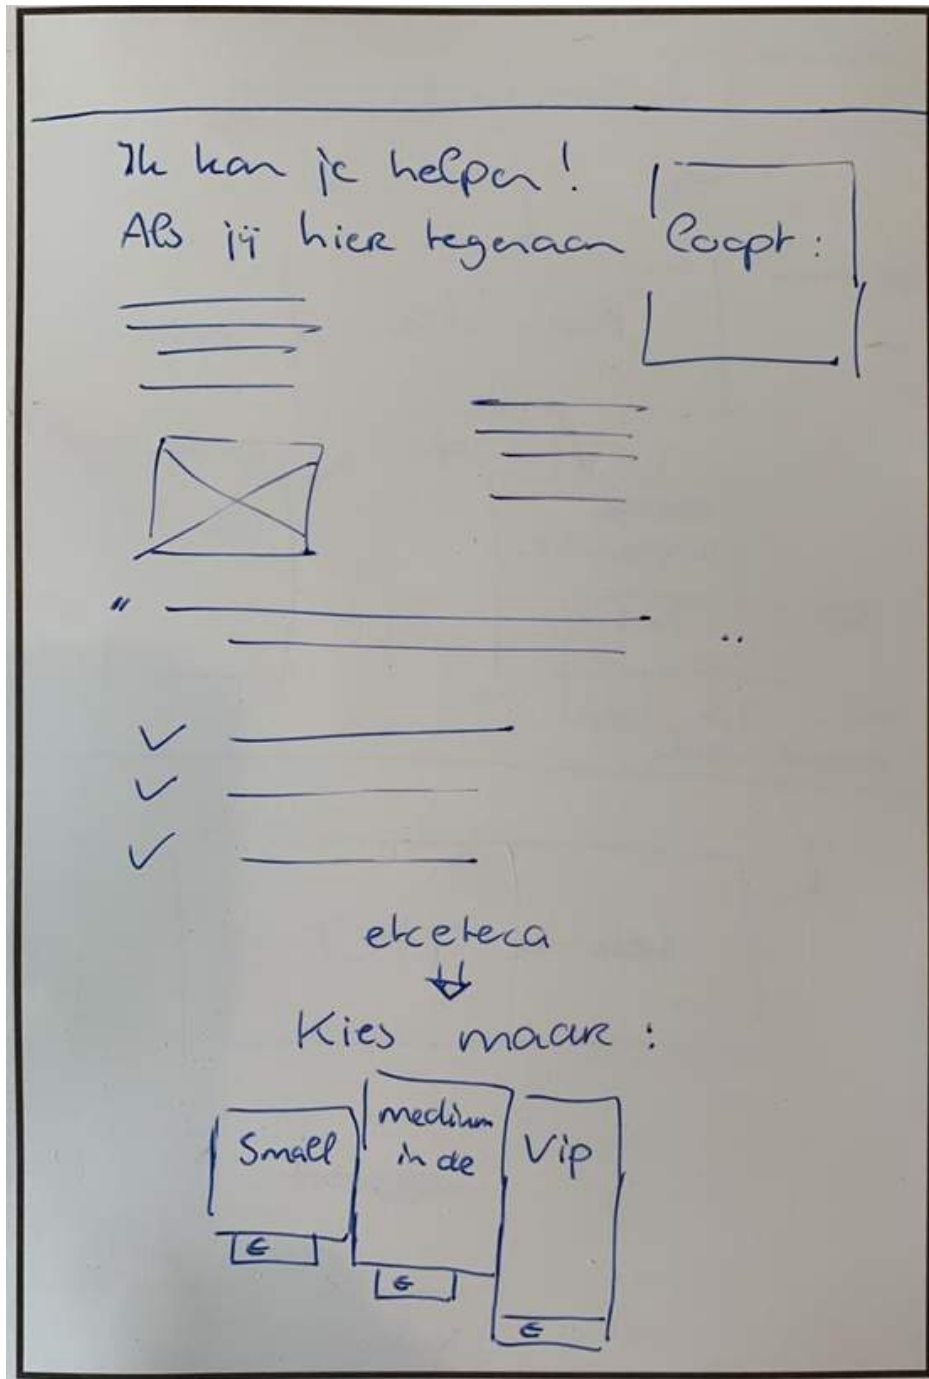 Ik kan je helpen!
Als jij hier tegenaan loopt:
"
"
etcetera
Kies maar:
Small
€
medium
in de
€
Vip
€